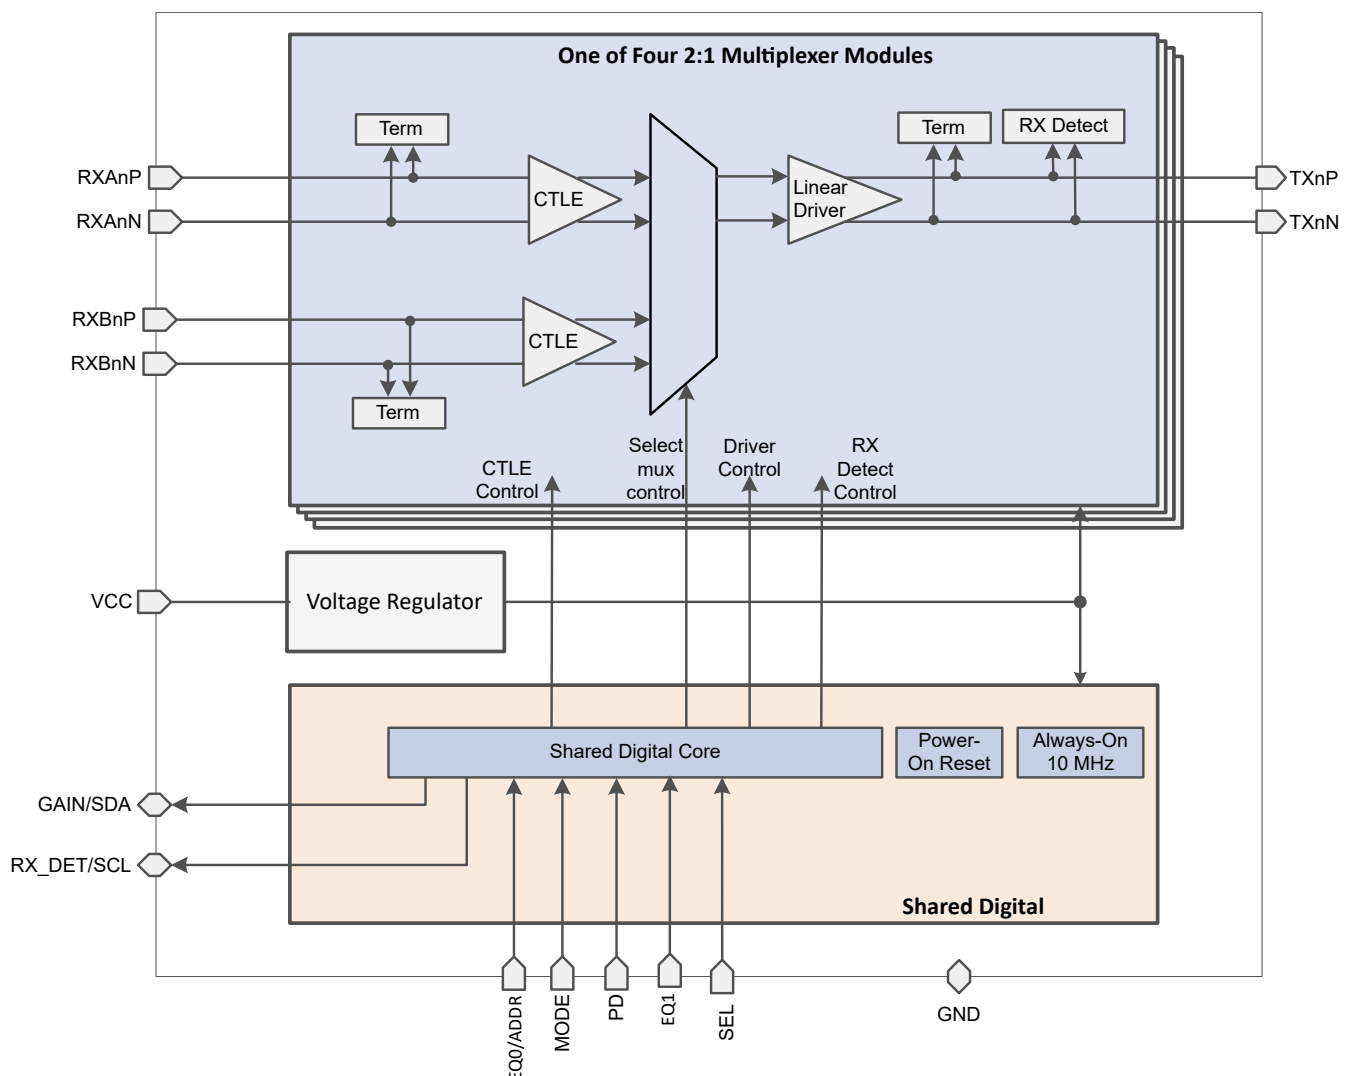 One of Four 2:1 Multiplexer Modules
Term
Term
RX Detect
RXAnP
CTLE
Linear
Driver
TXnP
RXAnN
TXnN
RXBnP
CTLE
RXBnN
Term
CTLE
Control
Select
mux
control
Driver
Control
RX
Detect
Control
VCC
Voltage Regulator
Shared Digital Core
Power-
On Reset
Always-On
10 MHz
GAIN/SDA
RX_DET/SCL
Shared Digital
EQ0/ADDR
MODE
PD
EQ1
SEL
GND